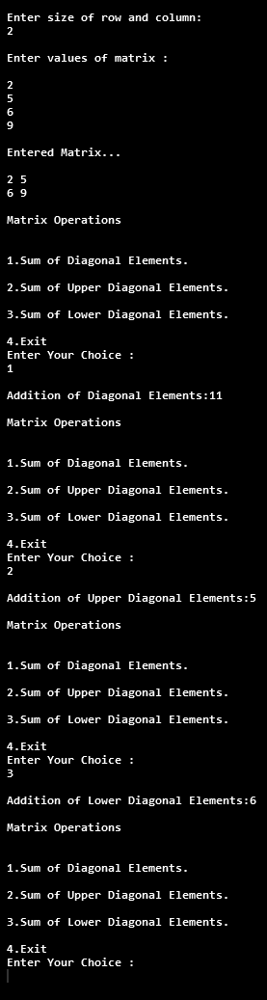 Enter size of row and column:
2
Enter values of matrix :
2
5
6
9
Entered Matrix...
2 5
6 9
Matrix Operations
1.Sum of Diagonal Elements.
2.Sum of Upper Diagonal Elements.
3.Sum of Lower Diagonal Elements.
4.Exit
Enter Your Choice :
1
Addition of Diagonal Elements:11
Matrix Operations
1.Sum of Diagonal Elements.
2.Sum of Upper Diagonal Elements.
3.Sum of Lower Diagonal Elements.
4.Exit
Enter Your Choice :
2
Addition of Upper Diagonal Elements:5
Matrix Operations
1.Sum of Diagonal Elements.
2.Sum of Upper Diagonal Elements.
3.Sum of Lower Diagonal Elements.
4.Exit
Enter Your Choice :
3
Addition of Lower Diagonal Elements:6
Matrix Operations
1.Sum of Diagonal Elements.
2.Sum of Upper Diagonal Elements.
3.Sum of Lower Diagonal Elements.
4.Exit
Enter Your Choice :